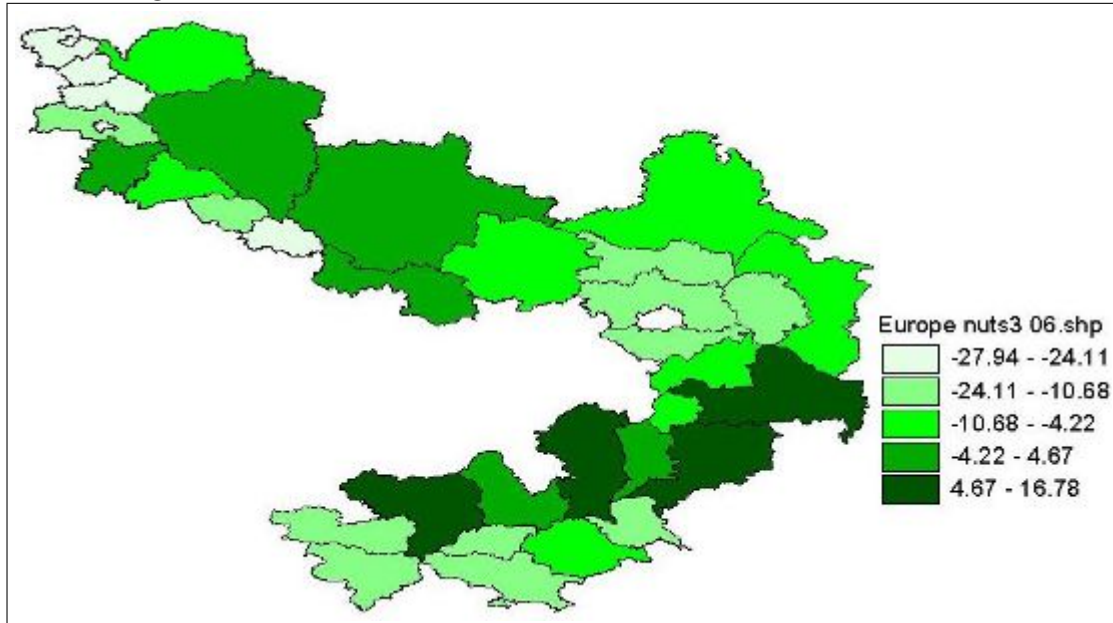 Europe nuts3 06.shp
-27.94 - -24.11
-24.11 - -10.68
-10.68 - -4.22
-4.22 - 4.67
4.67 - 16.78